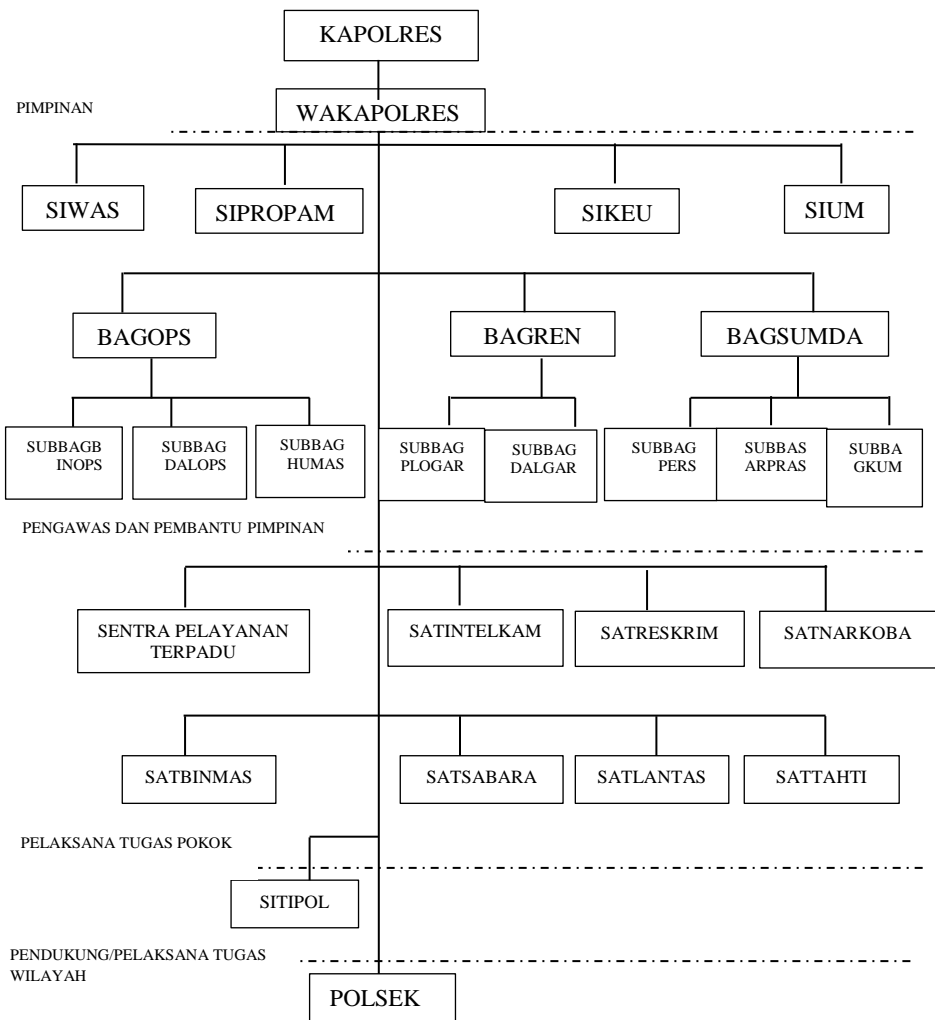 KAPOLRES
PIMPINAN
WAKAPOLRES
SIWAS
SIPROPAM
SIKEU
SIUM
BAGOPS
BAGREN
BAGSUMDA
SUBBAGB
INOPS
SUBBAG
DALOPS
SUBBAG
HUMAS
SUBBAG
PLOGAR
SUBBAG
DALGAR
SUBBAG
PERS
SUBBAS
ARPRAS
SUBBA
GKUM
PENGAWAS DAN PEMBANTU PIMPINAN
SENTRA PELAYANAN
TERPADU
SATINTELKAM
SATRESKRIM
SATNARKOBA
SATBINMAS
SATSABARA
SATLANTAS
SATTAHTI
PELAKSANA TUGAS POKOK
SITIPOL
PENDUKUNG/PELAKSANA TUGAS
WILAYAH
POLSEK